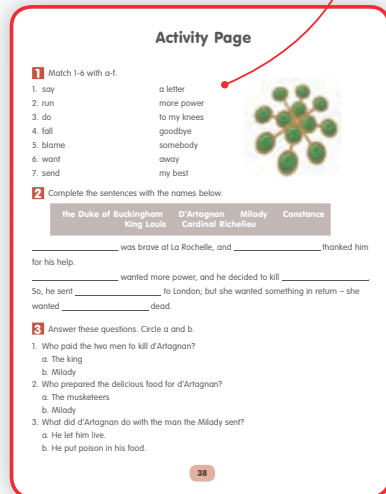 Activity Page
1 Match 1-6 with a-f.
1. say a letter
2. run more power
3. do to my knees
4. fall goodbye
5. blame somebody
6. want away
7. send my best
2 Complete the sentences with the names below.
the Duke of Buckingham D'Artagnan Milady Constance
King Louis Cardinal Richelieu
____________________ was brave at La Rochelle, and ____________________ thanked him
for his help.
____________________ wanted more power, and he decided to kill ____________________.
So, he sent ____________________ to London; but she wanted something in return – she
wanted ____________________ dead.
3 Answer these questions. Circle a and b.
1. Who paid the two men to kill d'Artagnan?
a. The king
b. Milady
2. Who prepared the delicious food for d'Artagnan?
a. The musketeers
b. Milady
3. What did d'Artagnan do with the man the Milady sent?
a. He let him live.
b. He put poison in his food.
38